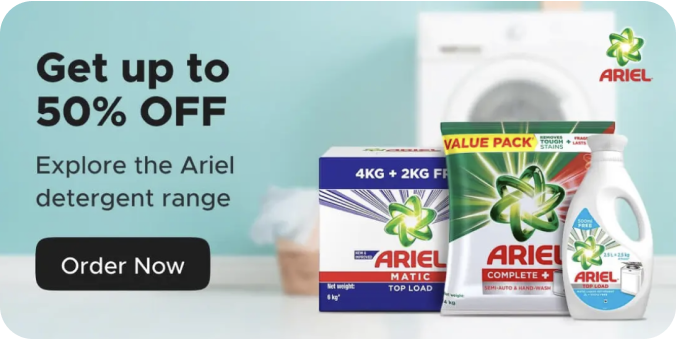 Get up to
50% OFF
Explore the Ariel
detergent range
Order Now
ARIEL
4KG + 2KG
ARIEL
MATIC
TOP LOAD
Net weight:
6 kg*
VALUE PACK
REMOVES
TOUGH
STAINS
+
ARIEL
COMPLETE +
SEMI-AUTO & HAND-WASH
ARIEL
TOP LOAD